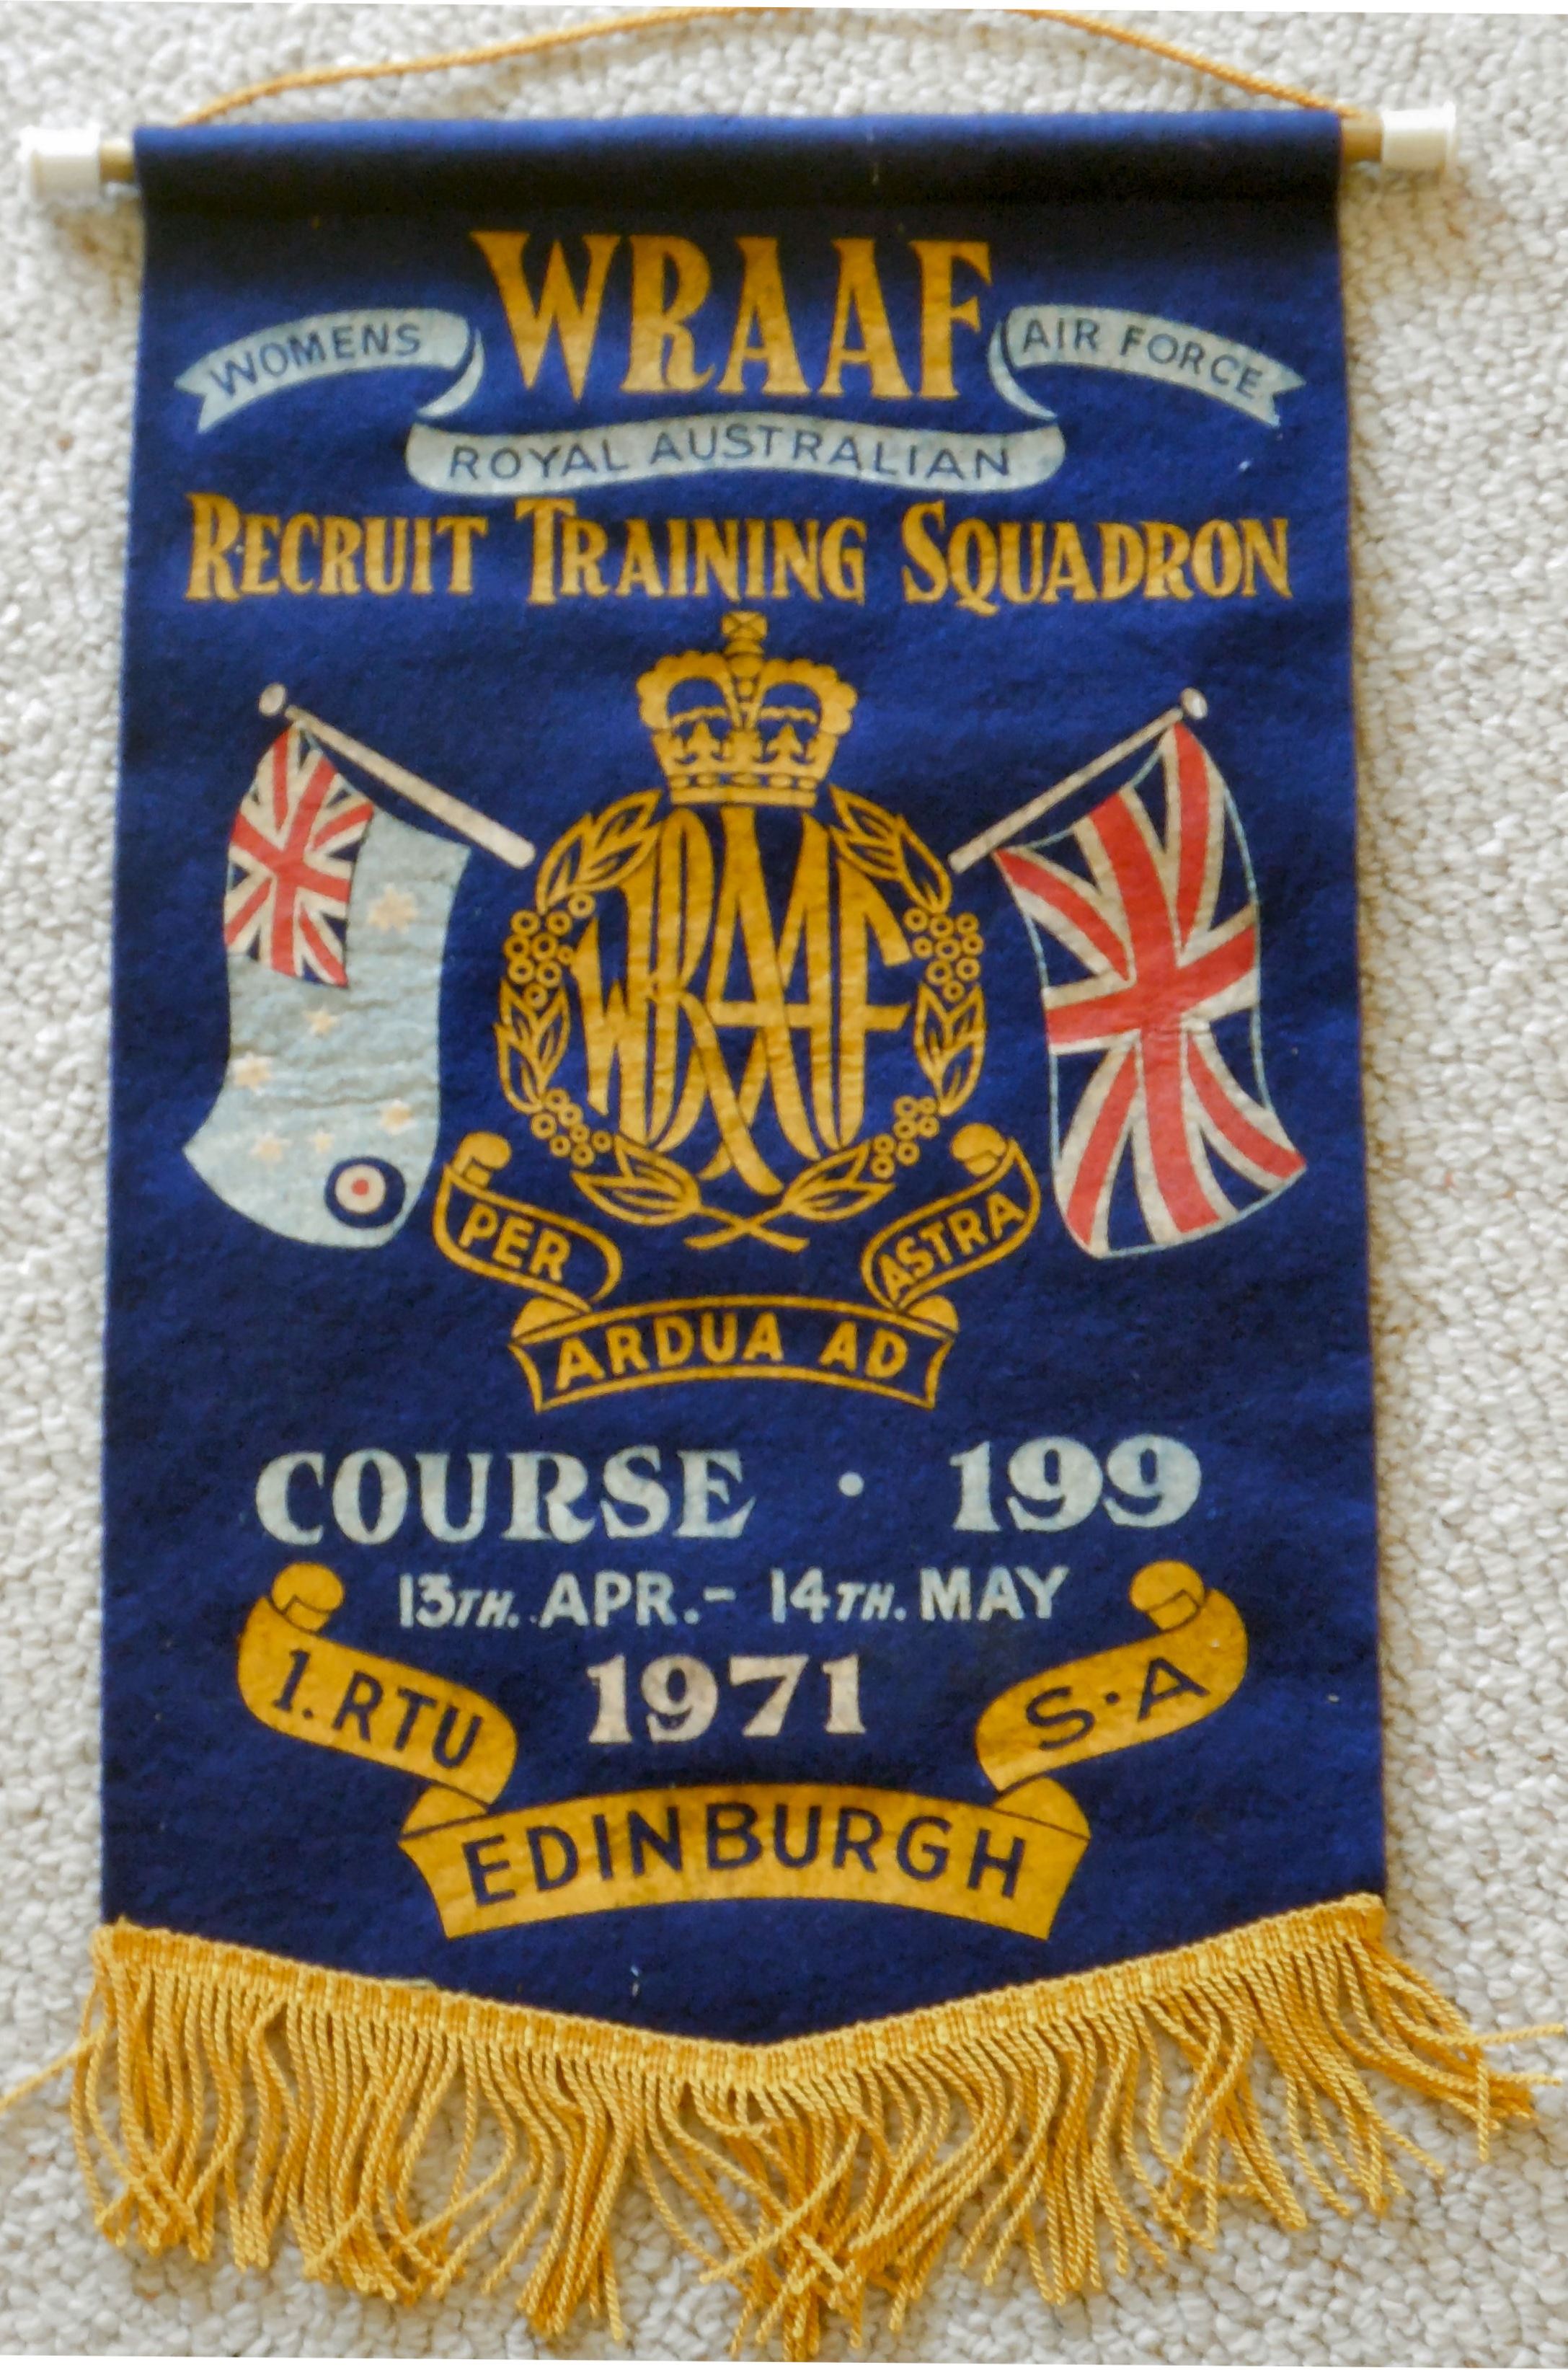 WRAAF
WOMENS ROYAL AUSTRALIAN AIR FORCE
RECRUIT TRAINING SQUADRON
WRAAF
PER ARDUA AD ASTRA
COURSE · 199
13TH. APR. - 14TH. MAY
1971
1. RTU EDINBURGH S·A